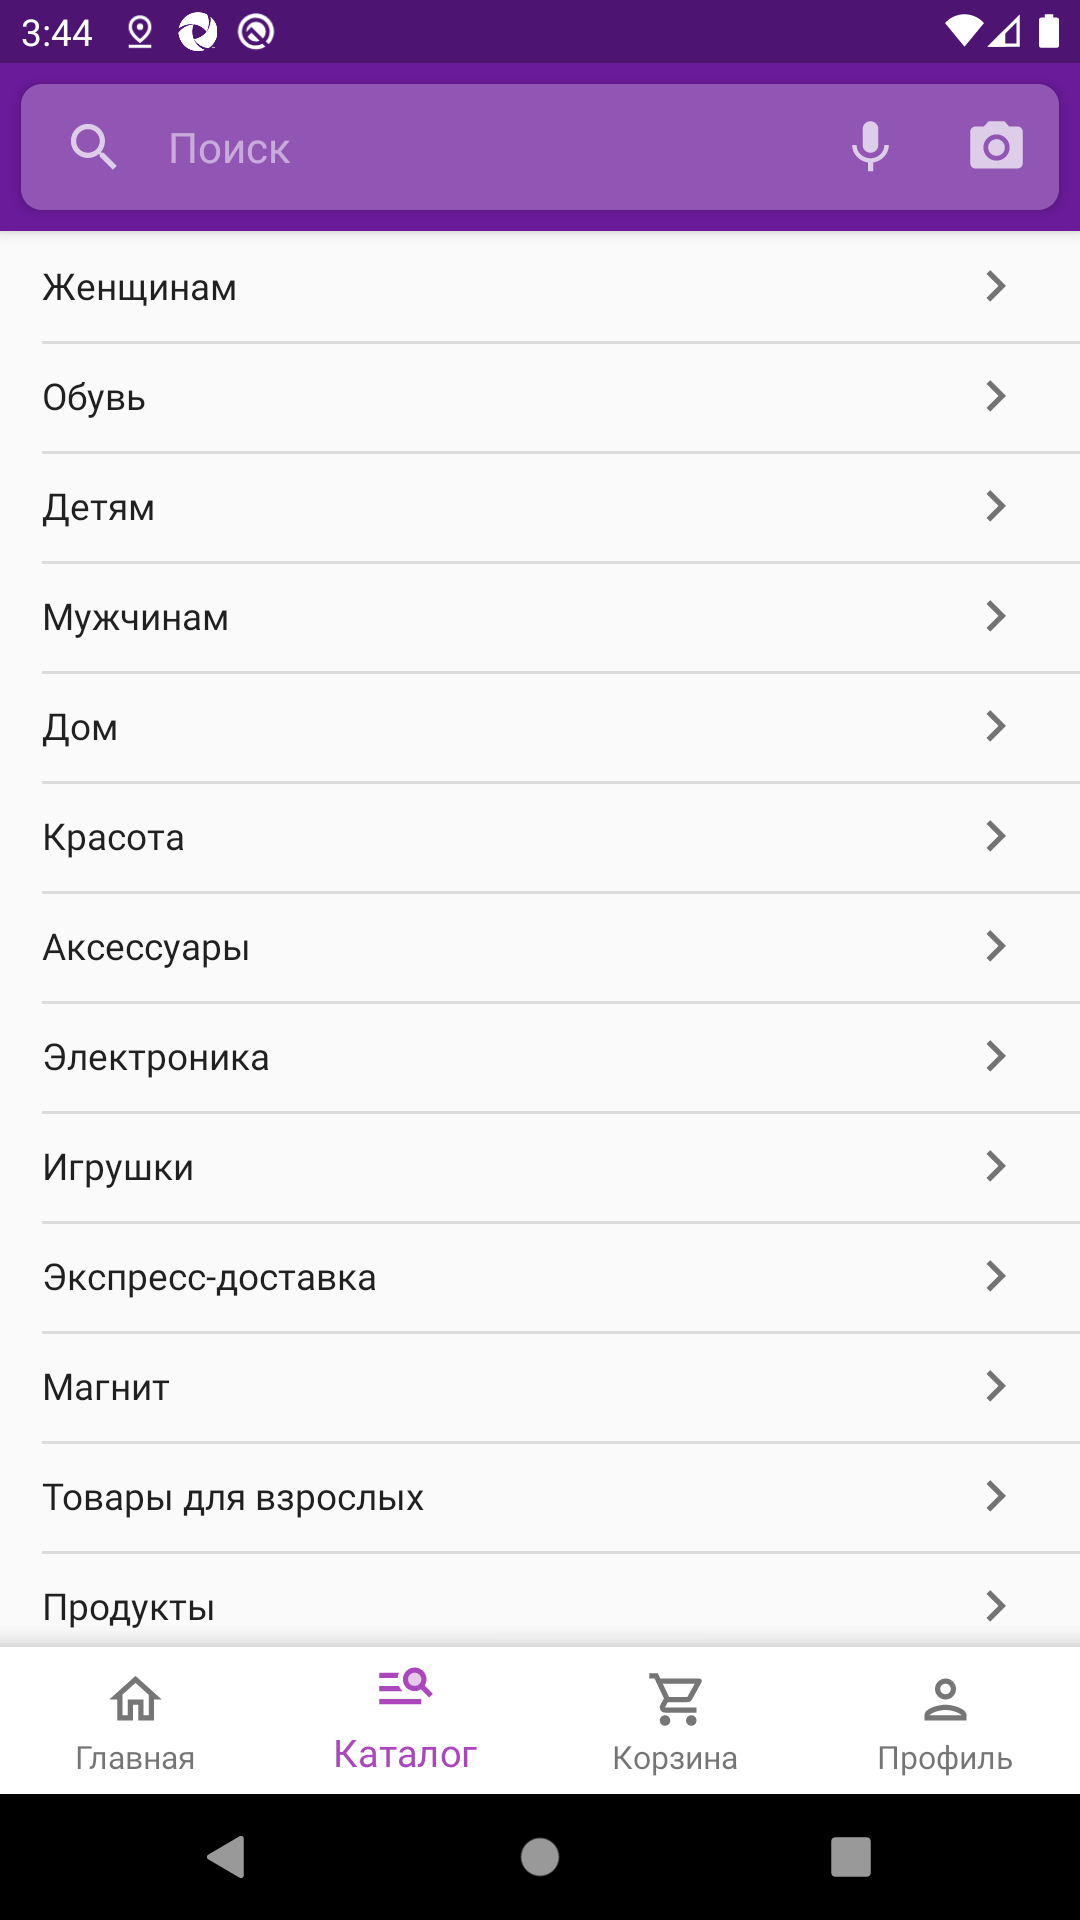 3:44
Поиск
Женщинам
Обувь
Детям
Мужчинам
Дом
Красота
Аксессуары
Электроника
Игрушки
Экспресс-доставка
Магнит
Товары для взрослых
Продукты
Главная
Каталог
Корзина
Профиль